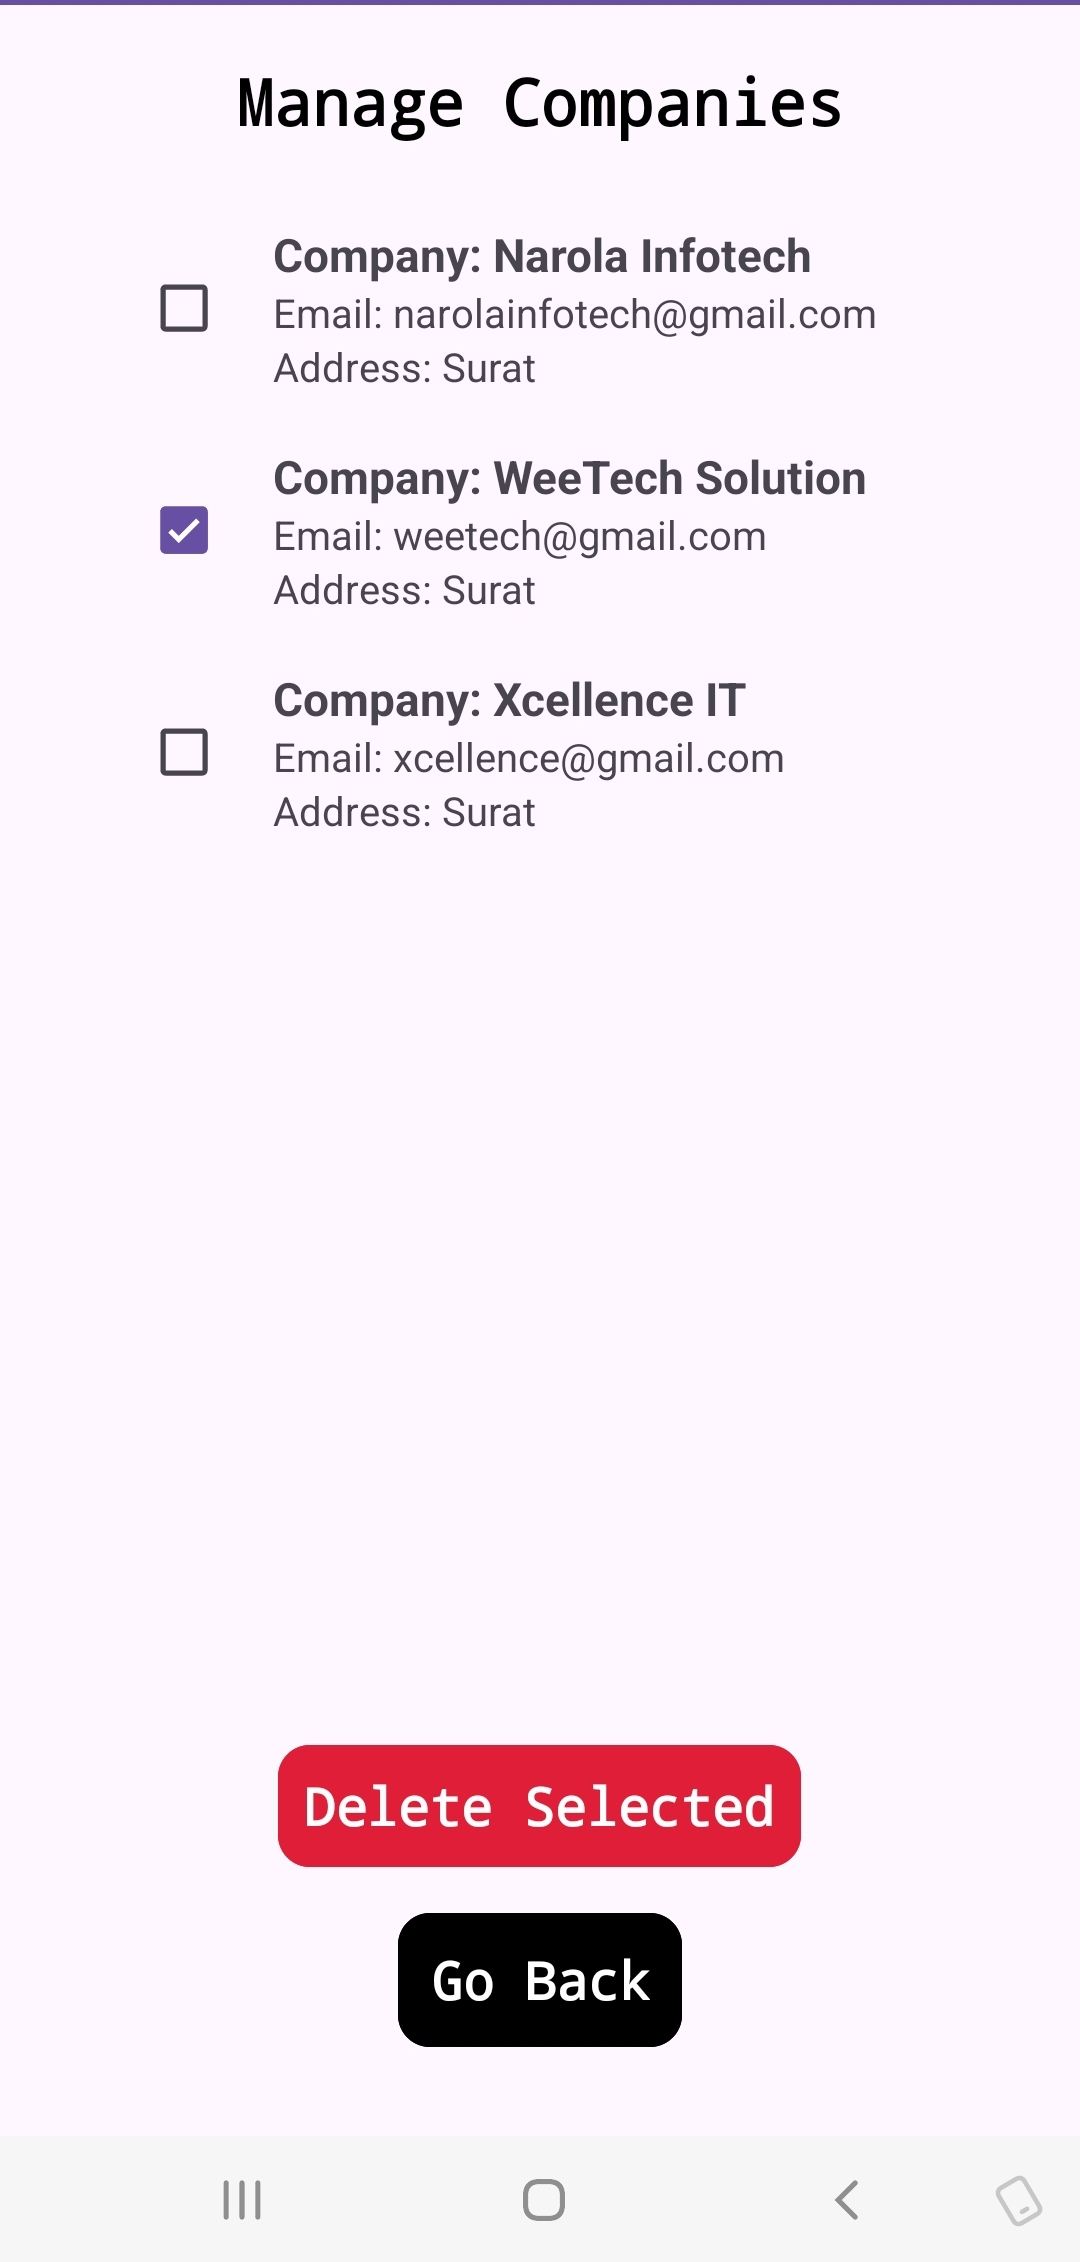 Manage Companies
Company: Narola Infotech
Email: narolainfotech@gmail.com
Address: Surat
Company: WeeTech Solution
Email: weetech@gmail.com
Address: Surat
Company: Xcellence IT
Email: xcellence@gmail.com
Address: Surat
Delete Selected
Go Back